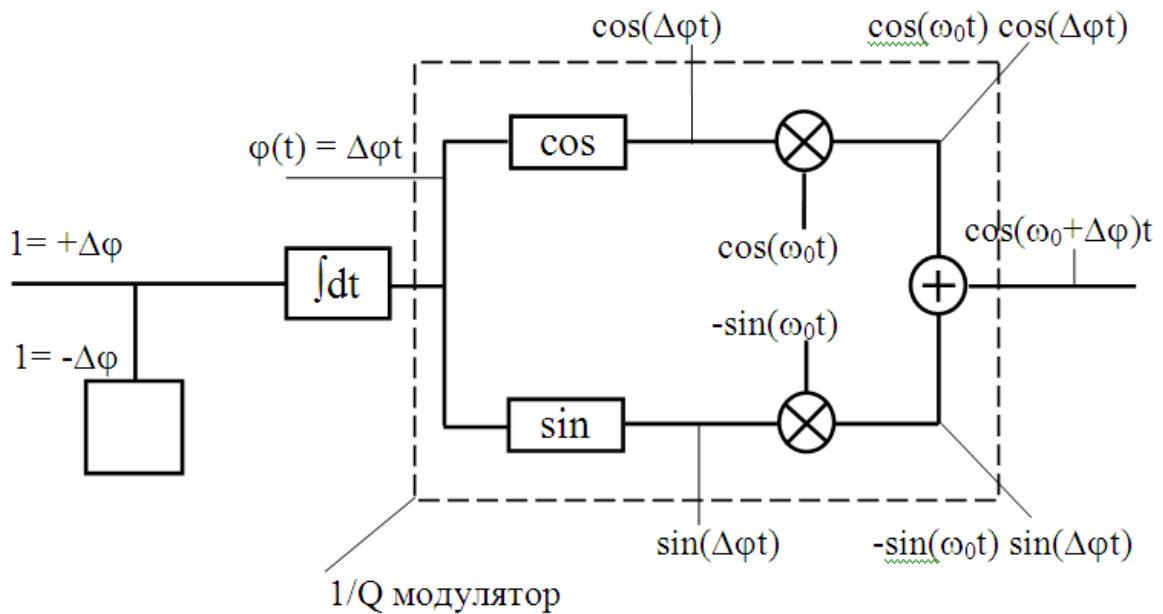 cos(Δφt)
cos(ω₀t) cos(Δφt)
φ(t) = Δφt
cos
1= +Δφ
cos(ω₀t)
cos(ω₀+Δφ)t
∫dt
+
-sin(ω₀t)
1= -Δφ
sin
sin(Δφt)
-sin(ω₀t) sin(Δφt)
1/Q модулятор